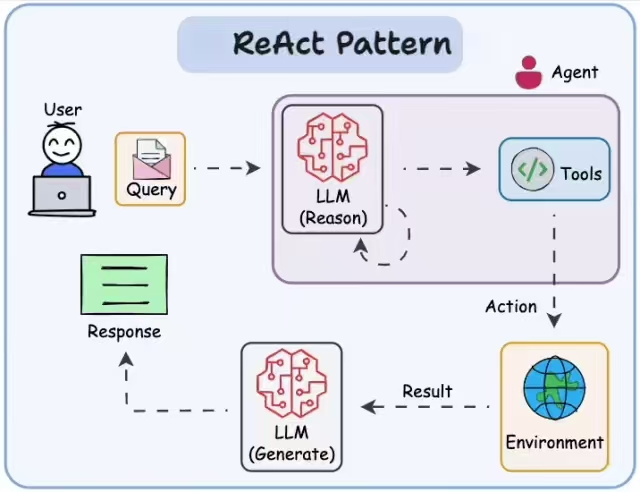 ReAct Pattern
Agent
User
Query
LLM
(Reason)
Tools
Action
Response
Result
LLM
(Generate)
Environment